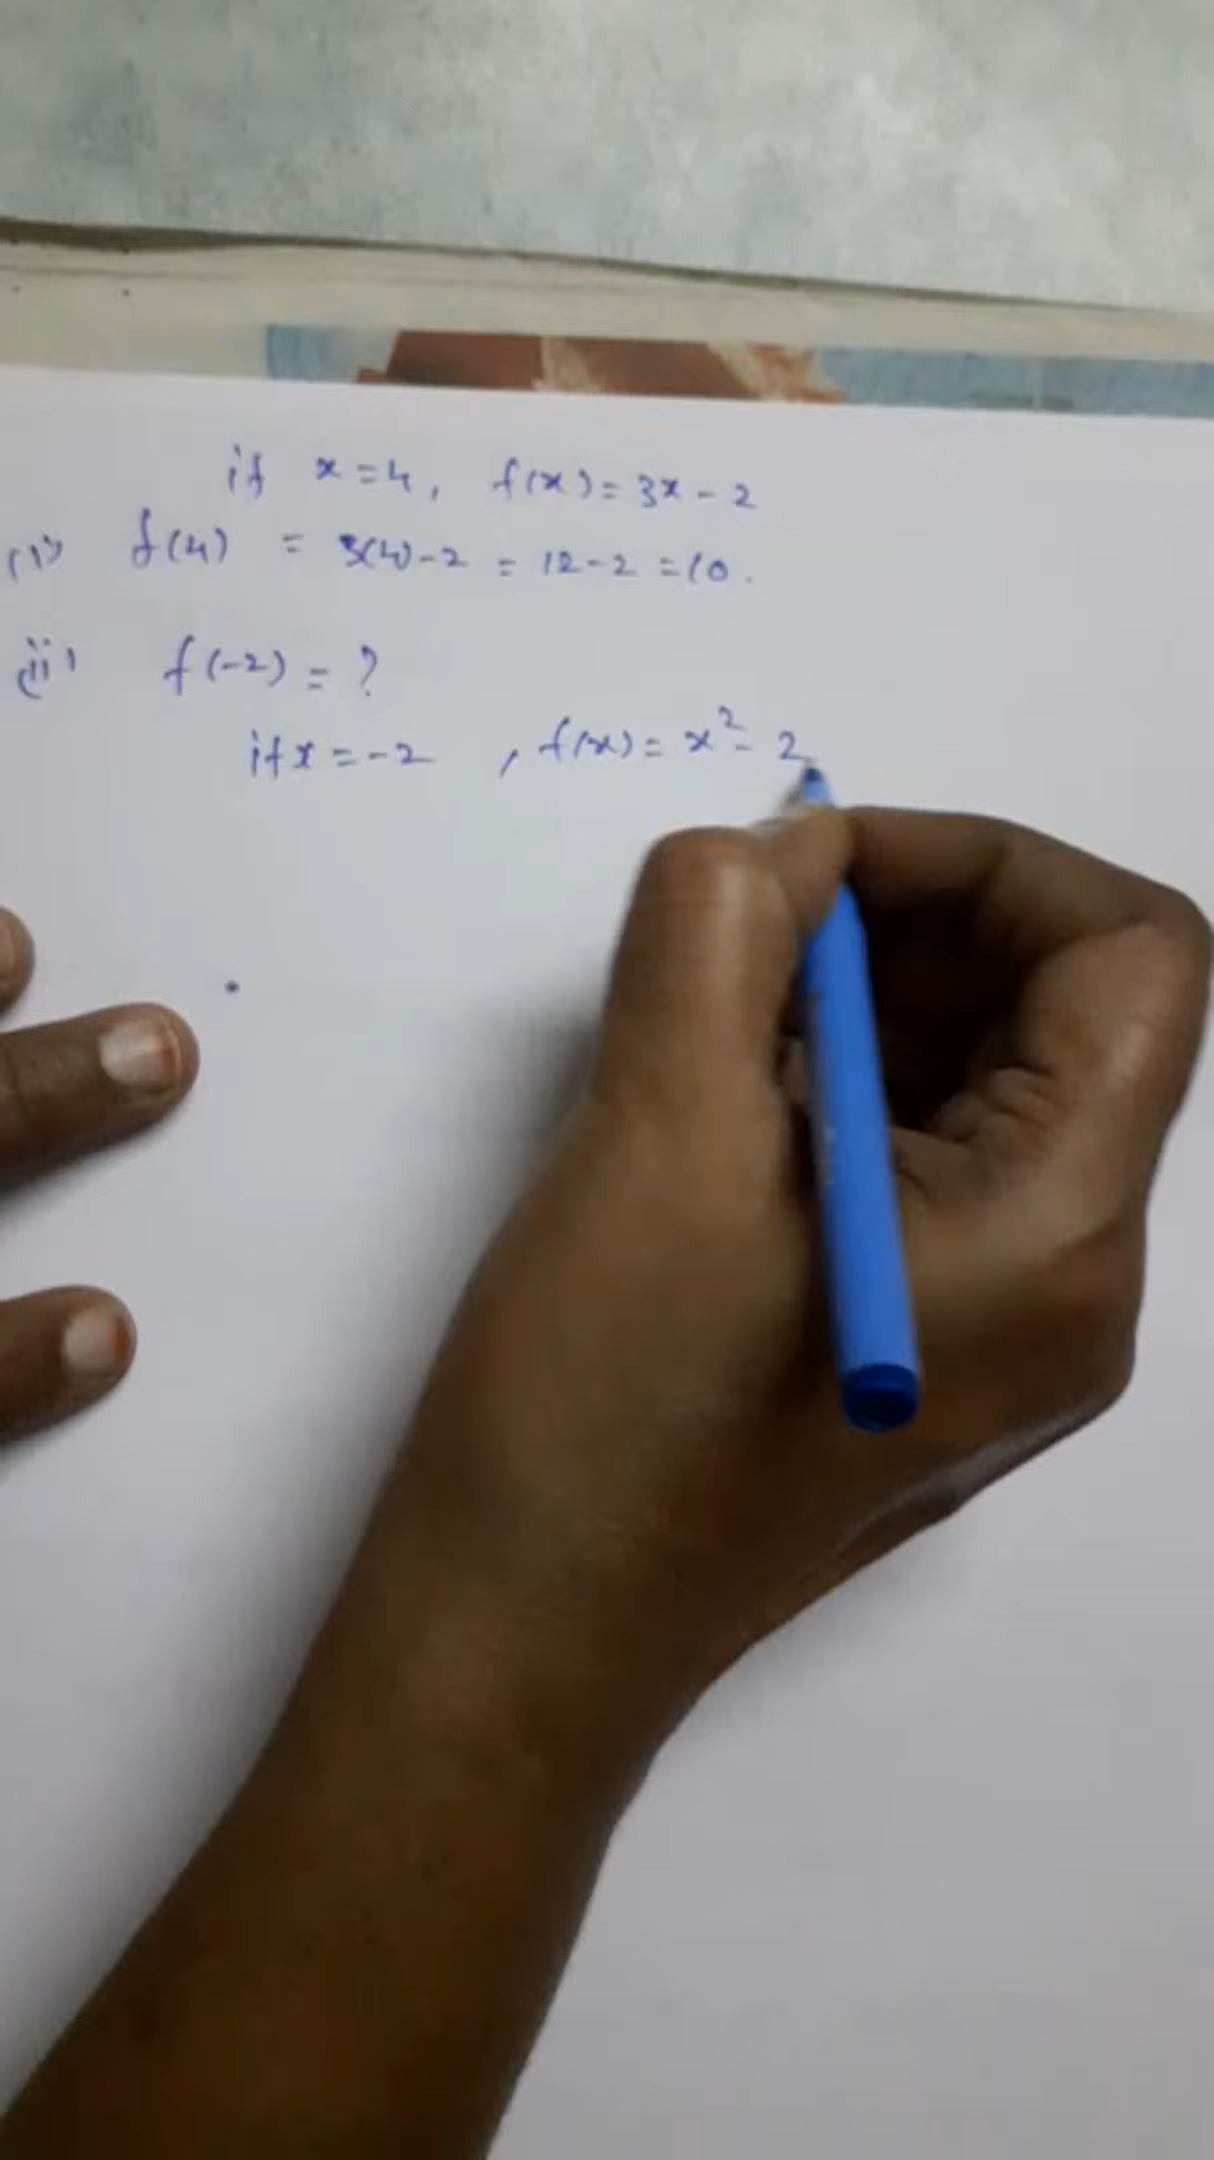 if x = 4, f(x) = 3x - 2
(i) f(4) = 3(4) - 2 = 12 - 2 = 10.
(ii) f(-2) = ?
if x = -2 , f(x) = x² - 2